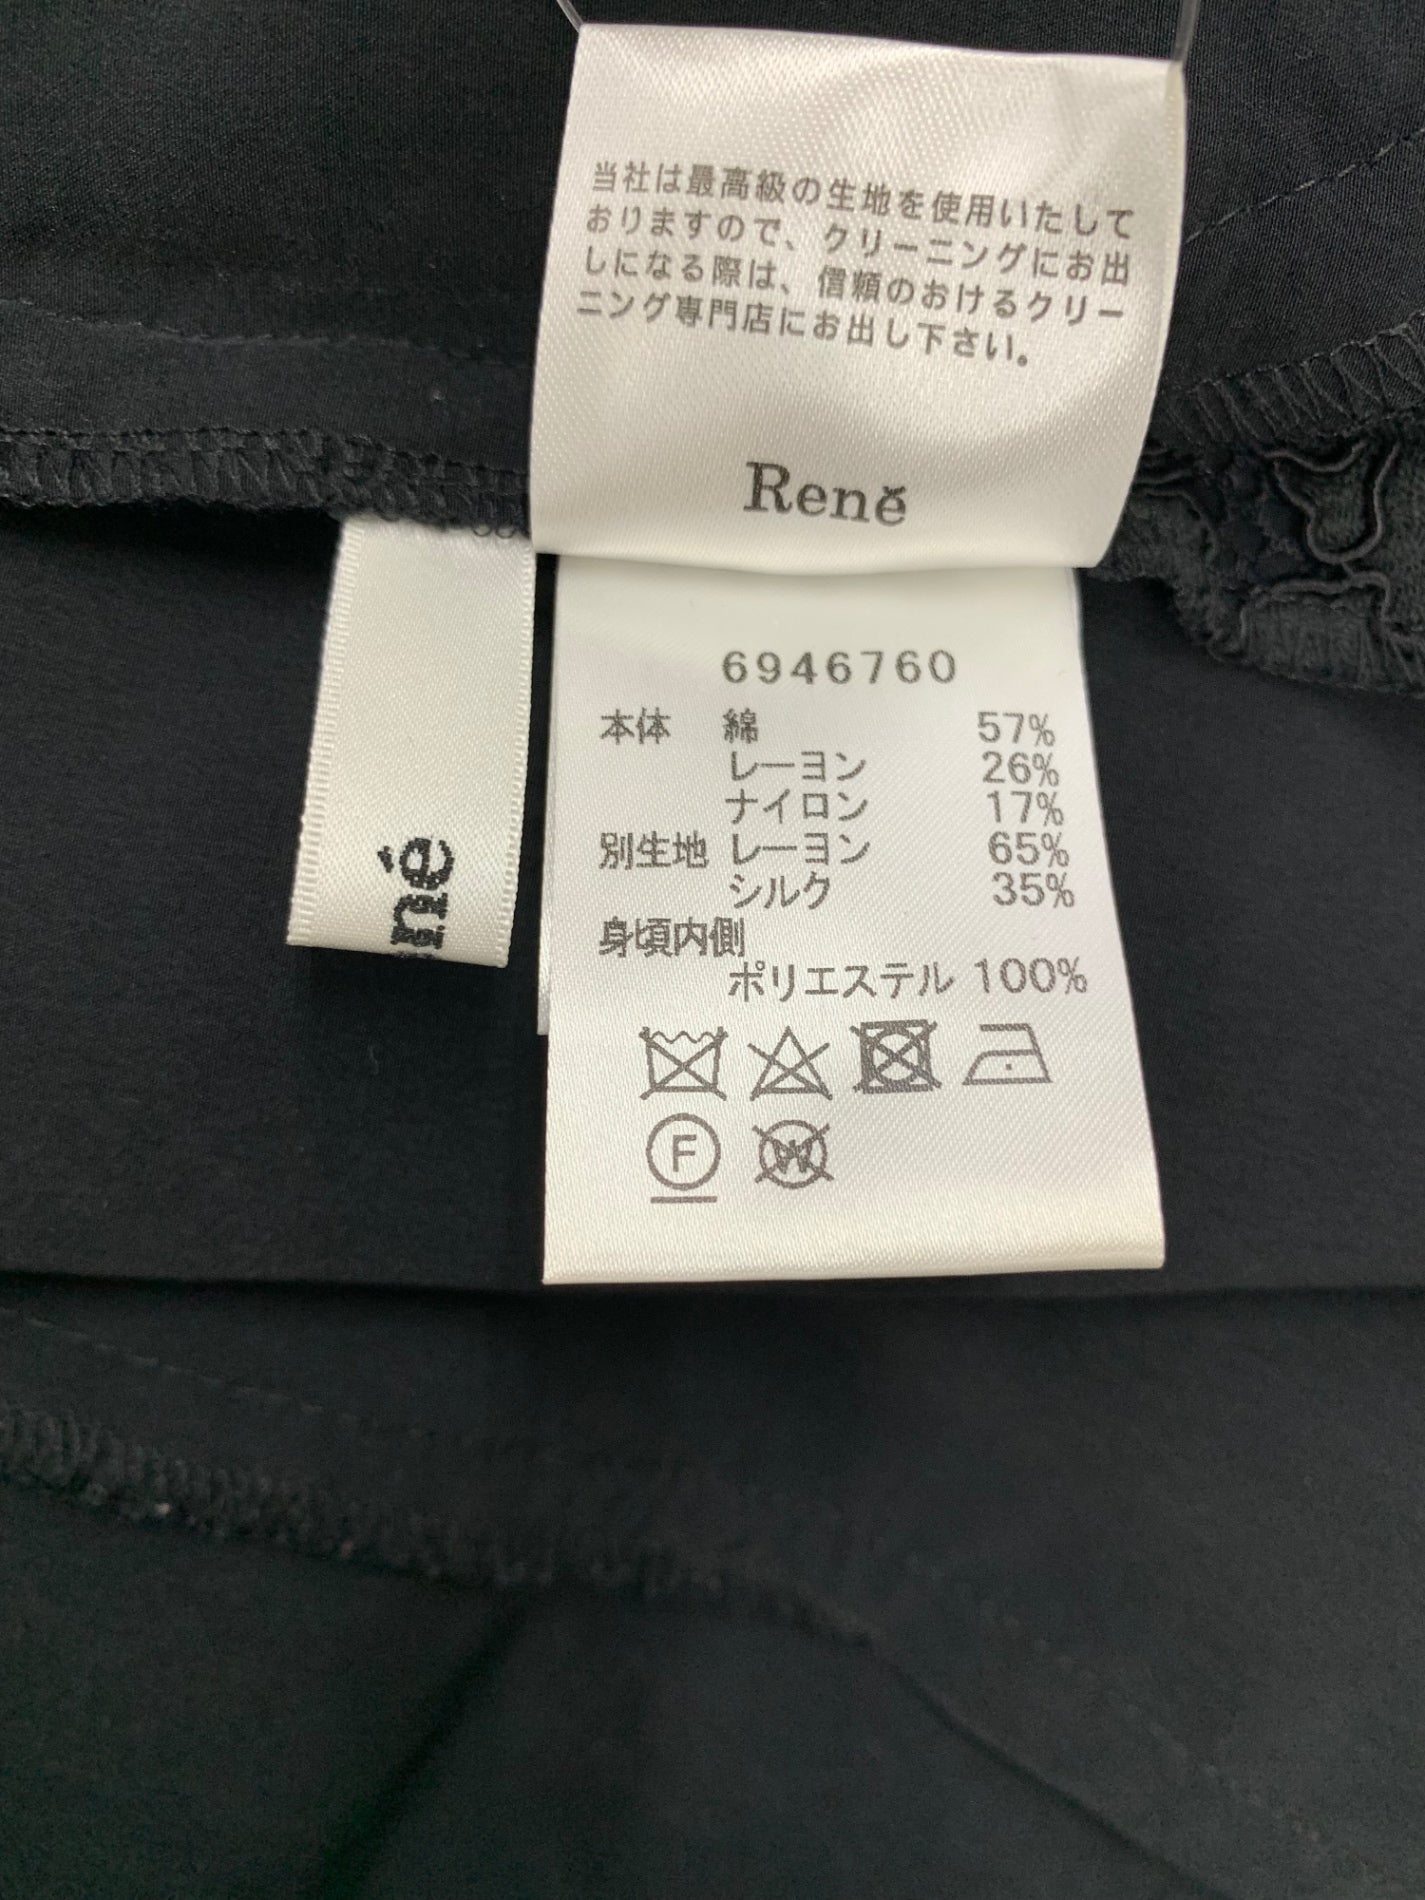 当社は最高級の生地を使用いたして
おりますので、クリーニングにお出
しになる際は、信頼のおけるクリー
ニング専門店にお出し下さい。
René
6946760
本体 綿 57%
レーヨン 26%
ナイロン 17%
別生地 レーヨン 65%
シルク 35%
身頃内側
ポリエステル 100%
F
W
né